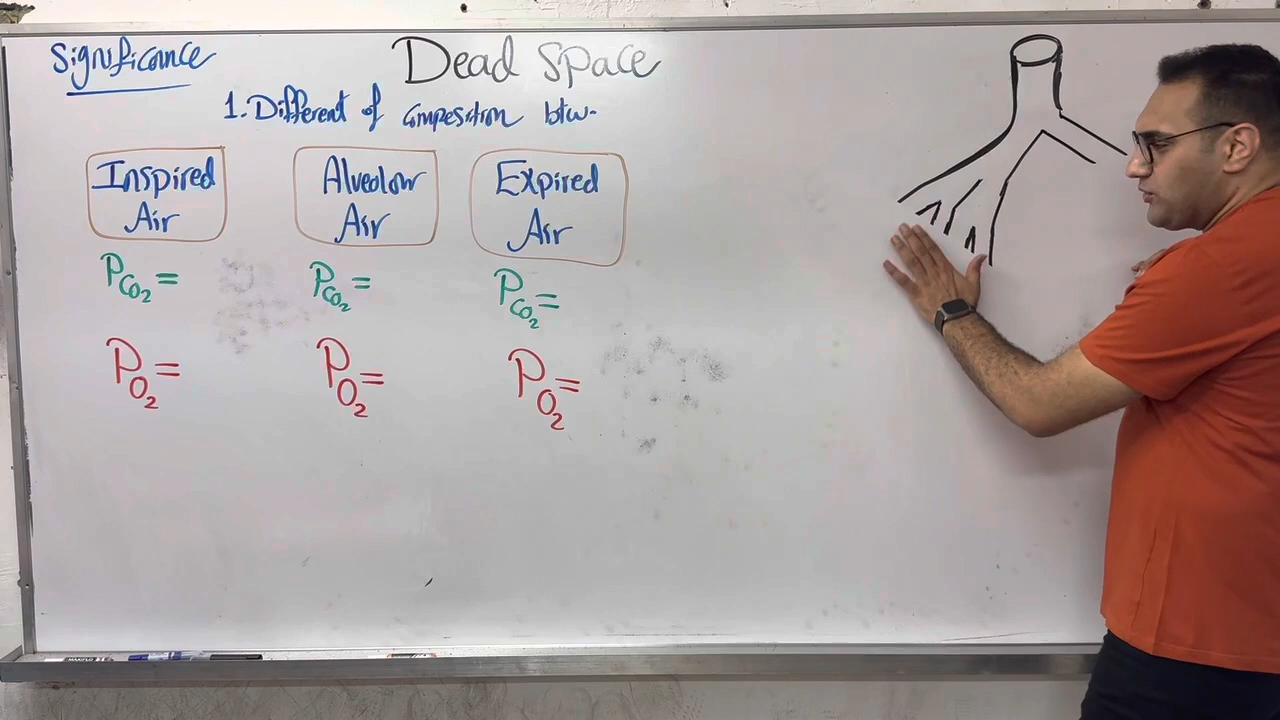 Significance
Dead Space
1. Different of Compesition btw.
Inspired Air
Alveolar Air
Expired Air
PCO2 =
PCO2 =
PCO2 =
PO2 =
PO2 =
PO2 =